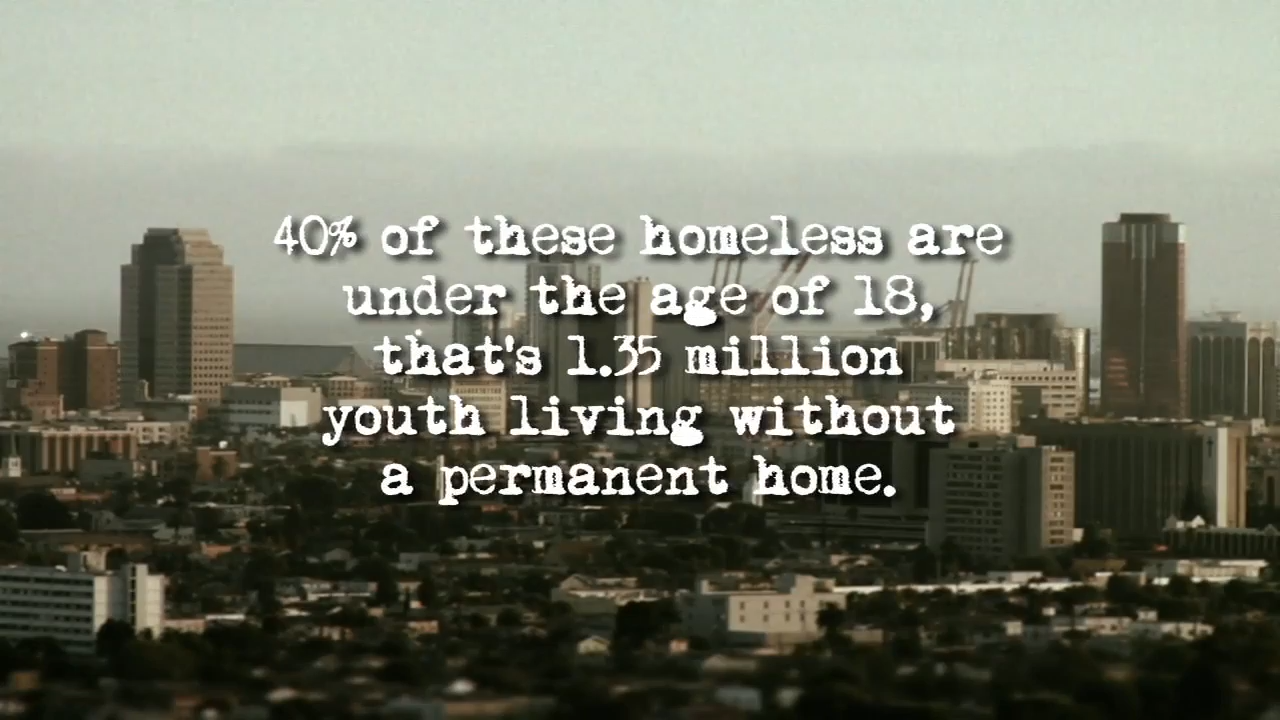 40% of these homeless are
under the age of 18,
that's 1.35 million
youth living without
a permanent home.